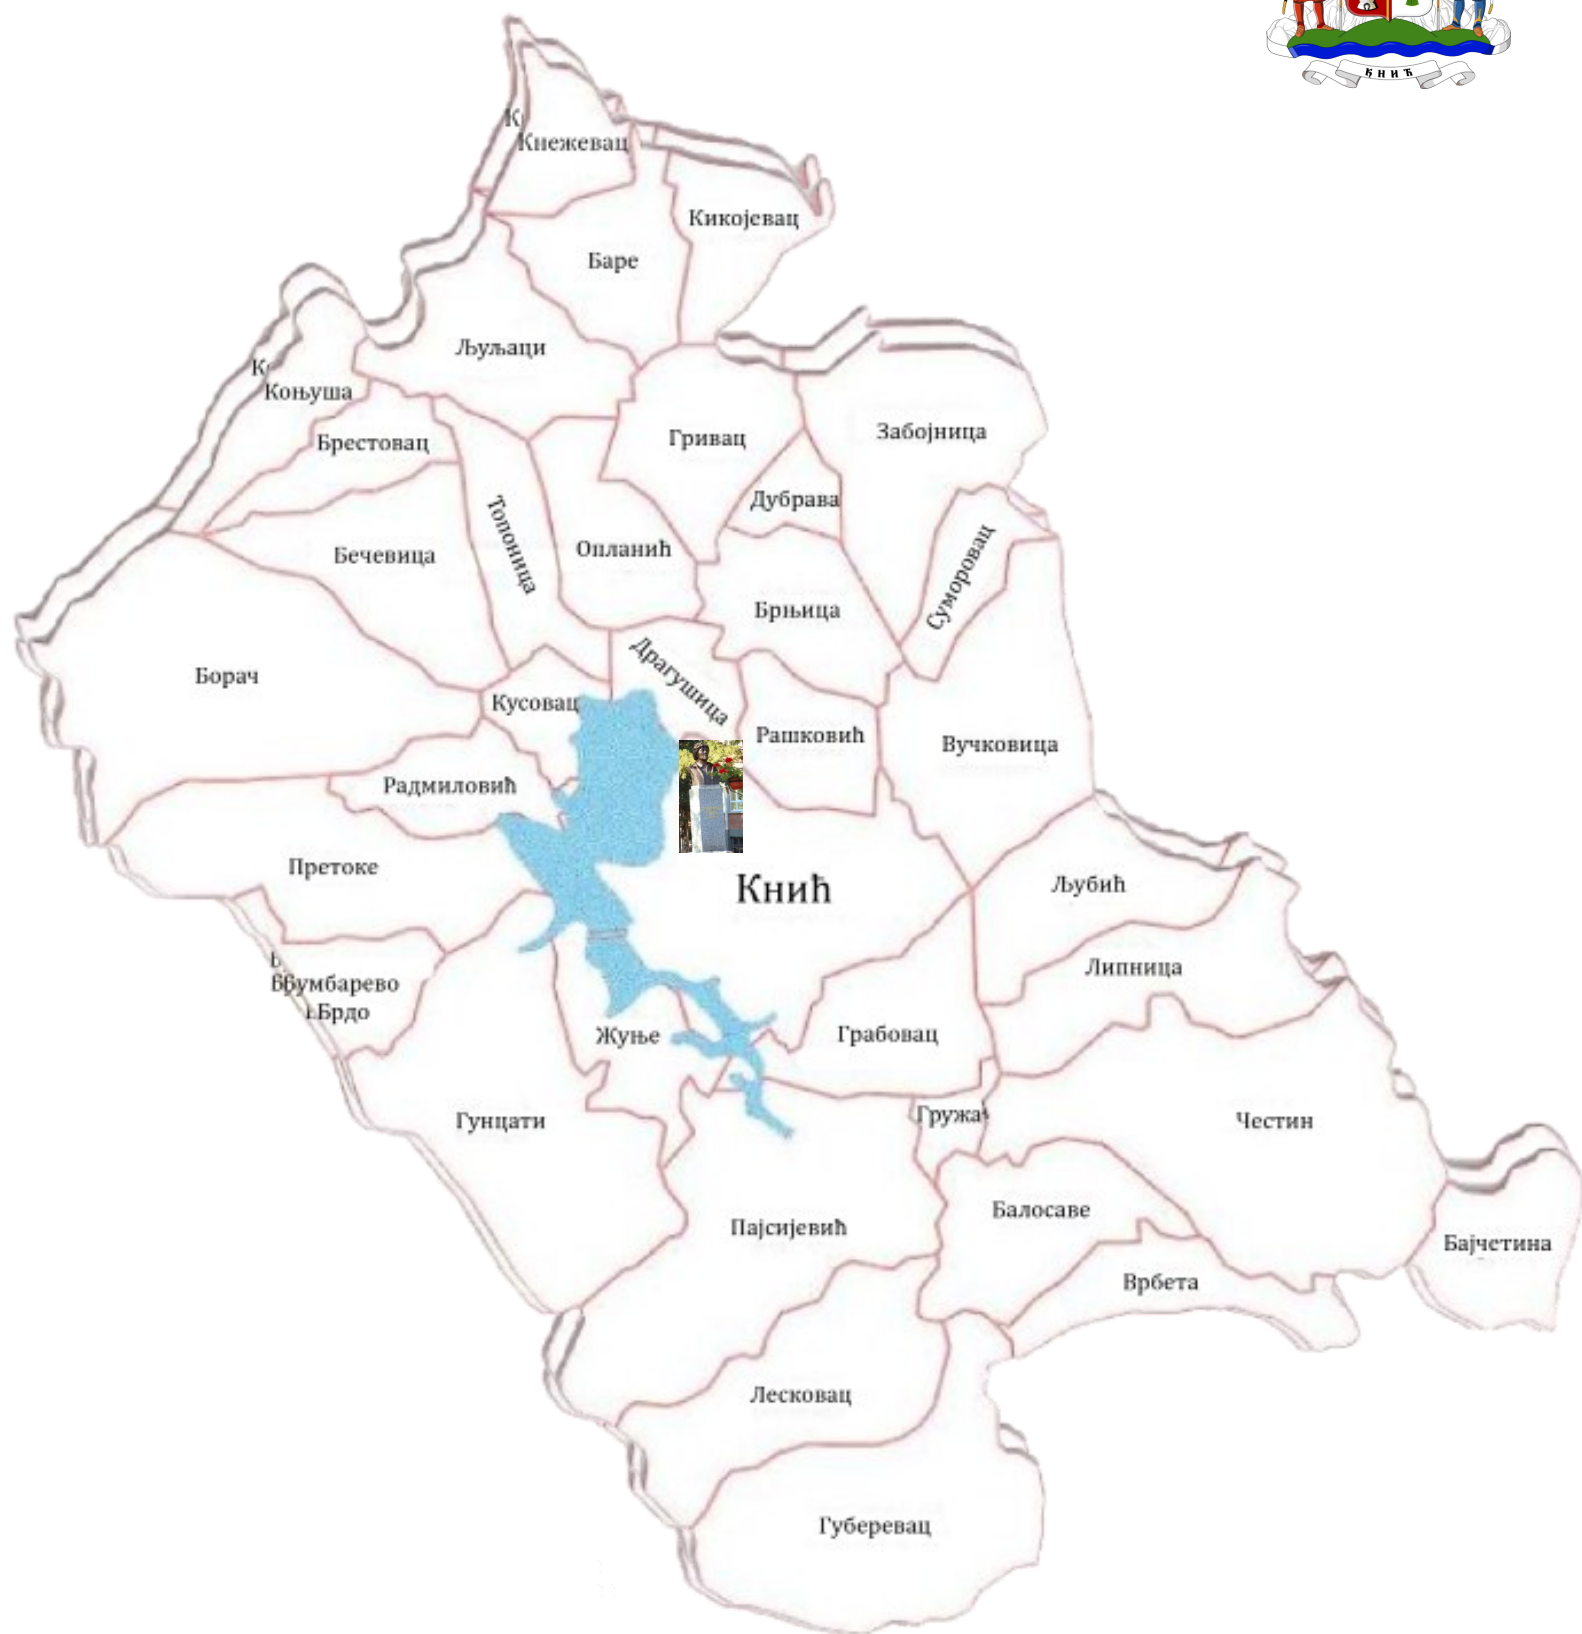 КНИЋ
Кнежевац
Кикојевац
Баре
Љуљаци
Коњуша
Забојница
Гривац
Брестовац
Дубрава
Топоница
Опланић
Бечевица
Суморовац
Брњица
Борач
Драгушица
Кусовац
Рашковић
Вучковица
Радмиловић
Претоке
Кнић
Љубић
Липница
Бумбарево
Брдо
Жуње
Грабовац
Гружа
Гунцати
Честин
Балосаве
Пајсијевић
Бајчетина
Врбета
Лесковац
Губеревац